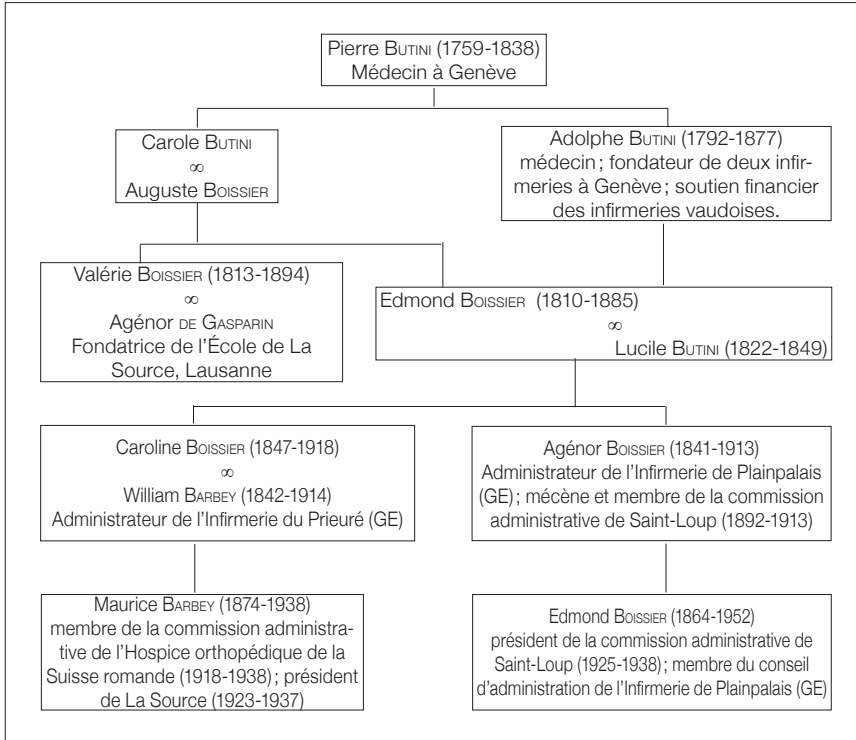 Pierre BUTINI (1759-1838)
Médecin à Genève
Carole BUTINI
∞
Auguste BOISSIER
Adolphe BUTINI (1792-1877)
médecin; fondateur de deux infir-
meries à Genève; soutien financier
des infirmeries vaudoises.
Valérie BOISSIER (1813-1894)
∞
Agénor DE GASPARIN
Fondatrice de l'École de La
Source, Lausanne
Edmond BOISSIER (1810-1885)
∞
Lucile BUTINI (1822-1849)
Caroline BOISSIER (1847-1918)
∞
William BARBEY (1842-1914)
Administrateur de l'Infirmerie du Prieuré (GE)
Agénor BOISSIER (1841-1913)
Administrateur de l'Infirmerie de Plainpalais
(GE); mécène et membre de la commission
administrative de Saint-Loup (1892-1913)
Maurice BARBEY (1874-1938)
membre de la commission administra-
tive de l'Hospice orthopédique de la
Suisse romande (1918-1938); président
de La Source (1923-1937)
Edmond BOISSIER (1864-1952)
président de la commission administrative de
Saint-Loup (1925-1938); membre du conseil
d'administration de l'Infirmerie de Plainpalais (GE)